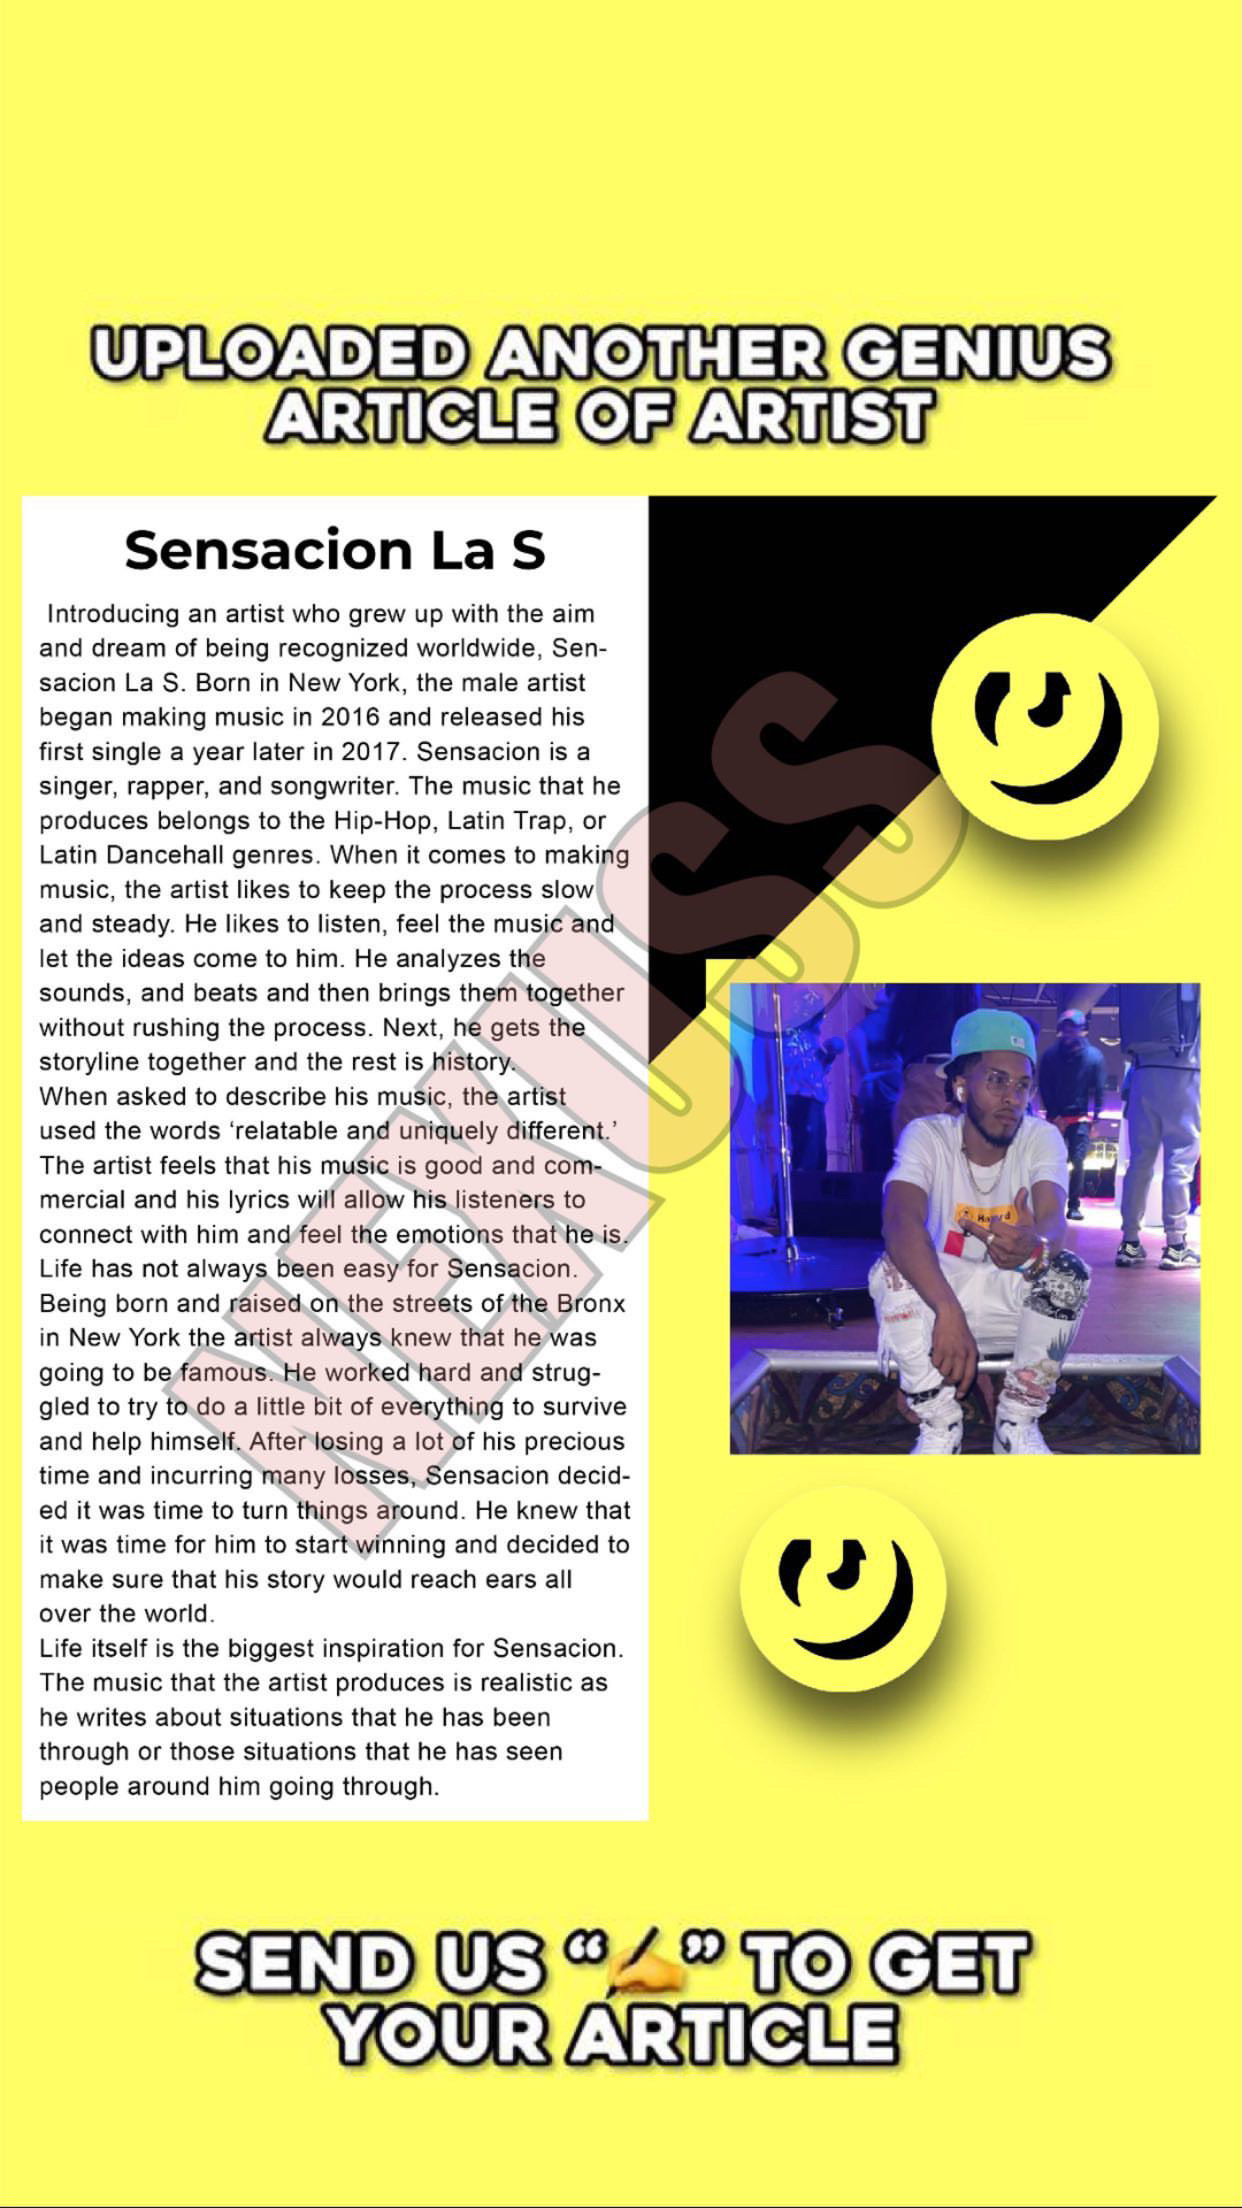 UPLOADED ANOTHER GENIUS
ARTICLE OF ARTIST
Sensacion La S
Introducing an artist who grew up with the aim
and dream of being recognized worldwide, Sen-
sacion La S. Born in New York, the male artist
began making music in 2016 and released his
first single a year later in 2017. Sensacion is a
singer, rapper, and songwriter. The music that he
produces belongs to the Hip-Hop, Latin Trap, or
Latin Dancehall genres. When it comes to making
music, the artist likes to keep the process slow
and steady. He likes to listen, feel the music and
let the ideas come to him. He analyzes the
sounds, and beats and then brings them together
without rushing the process. Next, he gets the
storyline together and the rest is history.
When asked to describe his music, the artist
used the words ‘relatable and uniquely different.’
The artist feels that his music is good and com-
mercial and his lyrics will allow his listeners to
connect with him and feel the emotions that he is.
Life has not always been easy for Sensacion.
Being born and raised on the streets of the Bronx
in New York the artist always knew that he was
going to be famous. He worked hard and strug-
gled to try to do a little bit of everything to survive
and help himself. After losing a lot of his precious
time and incurring many losses, Sensacion decid-
ed it was time to turn things around. He knew that
it was time for him to start winning and decided to
make sure that his story would reach ears all
over the world.
Life itself is the biggest inspiration for Sensacion.
The music that the artist produces is realistic as
he writes about situations that he has been
through or those situations that he has seen
people around him going through.
NEXUSS
SEND US “✍️” TO GET
YOUR ARTICLE